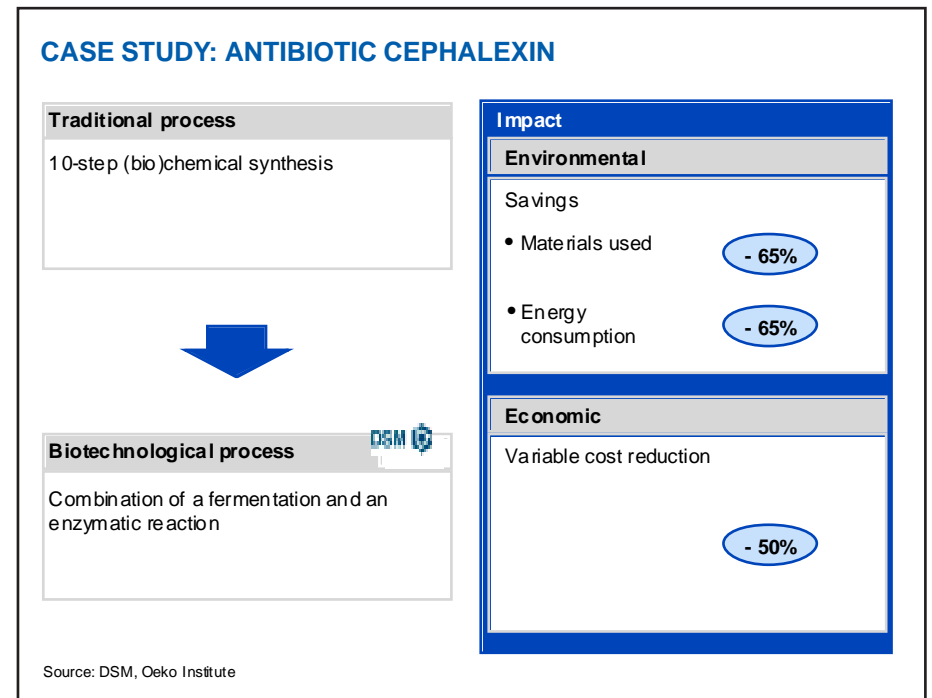 CASE STUDY: ANTIBIOTIC CEPHALEXIN
Traditional process
10-step (bio)chemical synthesis
DSM
Biotechnological process
Combination of a fermentation and an
enzymatic reaction
Impact
Environmental
Savings
• Materials used
- 65%
• Energy
consumption
- 65%
Economic
Variable cost reduction
- 50%
Source: DSM, Oeko Institute